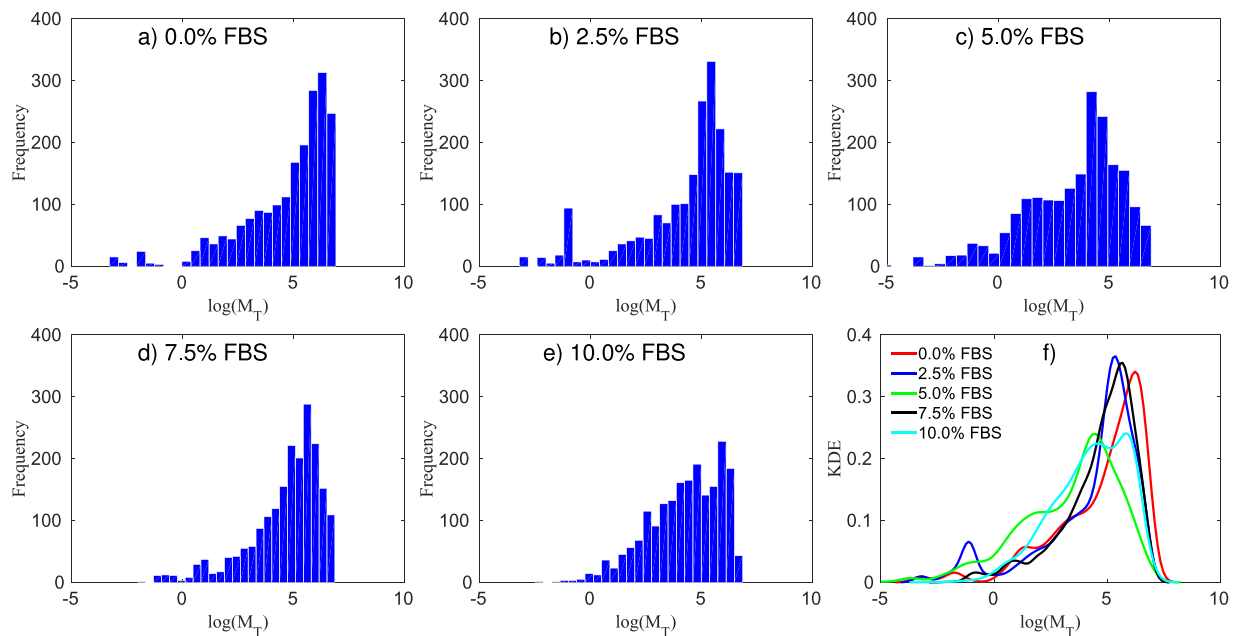 a) 0.0% FBS
400
300
200
100
0
Frequency
-5 0 5 10
log(M_T)
b) 2.5% FBS
400
300
200
100
0
Frequency
-5 0 5 10
log(M_T)
c) 5.0% FBS
400
300
200
100
0
Frequency
-5 0 5 10
log(M_T)
d) 7.5% FBS
400
300
200
100
0
Frequency
-5 0 5 10
log(M_T)
e) 10.0% FBS
400
300
200
100
0
Frequency
-5 0 5 10
log(M_T)
f)
0.4
0.3
0.2
0.1
0
KDE
0.0% FBS
2.5% FBS
5.0% FBS
7.5% FBS
10.0% FBS
-5 0 5 10
log(M_T)